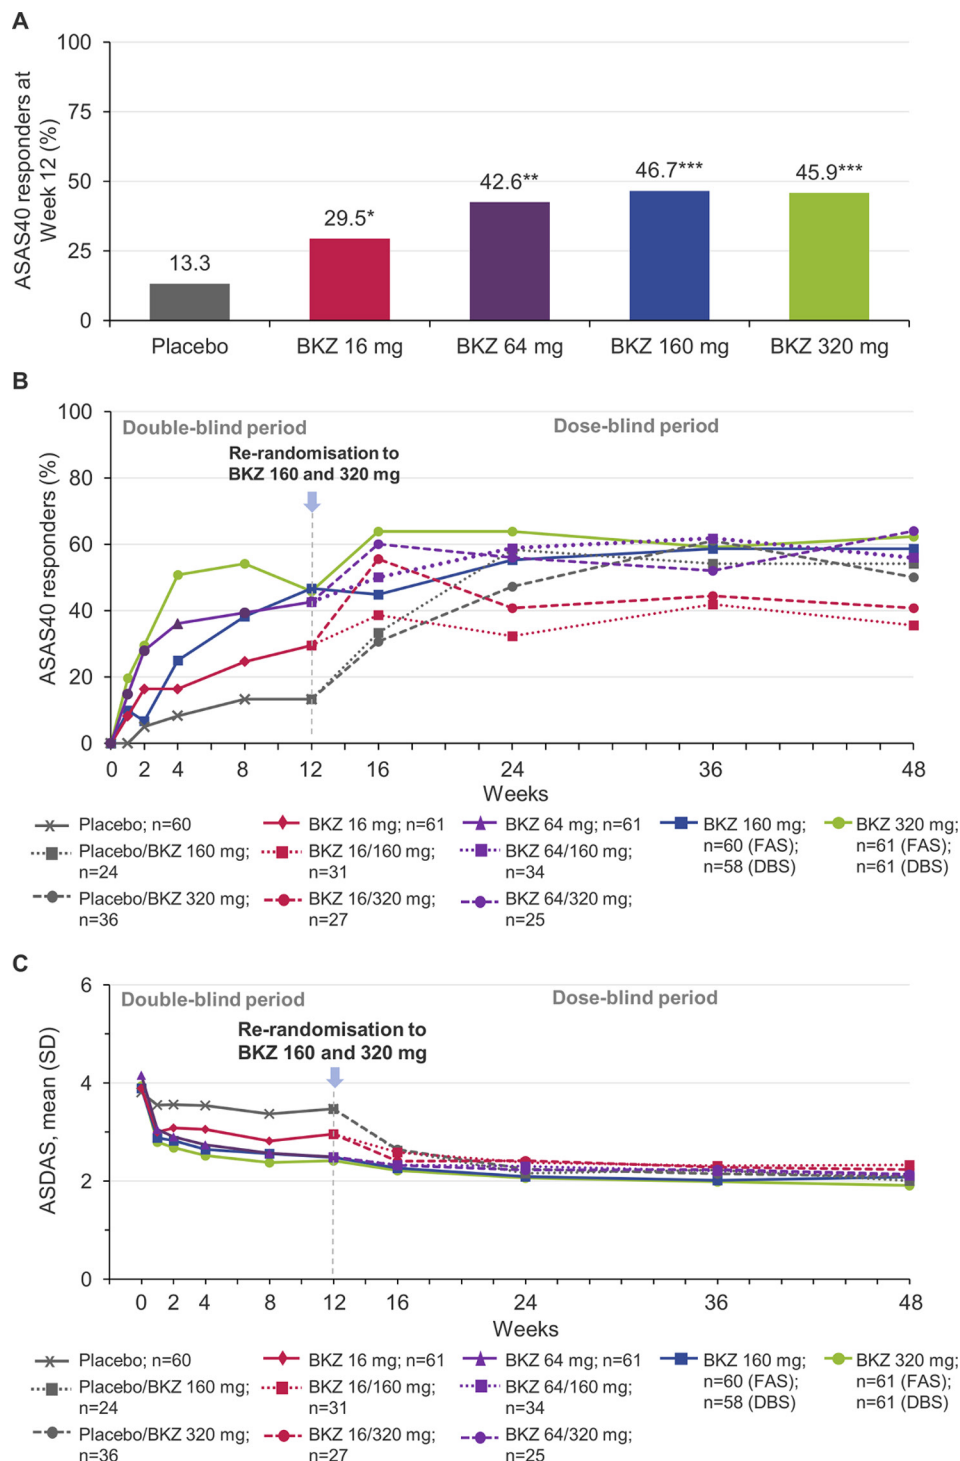 A
ASAS40 responders at
Week 12 (%)
100
75
50
25
0
13.3
29.5*
42.6**
46.7***
45.9***
Placebo
BKZ 16 mg
BKZ 64 mg
BKZ 160 mg
BKZ 320 mg
B
ASAS40 responders (%)
100
80
60
40
20
0
Double-blind period
Dose-blind period
Re-randomisation to
BKZ 160 and 320 mg
0 2 4 8 12 16 24 36 48
Weeks
Placebo; n=60
Placebo/BKZ 160 mg;
n=24
Placebo/BKZ 320 mg;
n=36
BKZ 16 mg; n=61
BKZ 16/160 mg;
n=31
BKZ 16/320 mg;
n=27
BKZ 64 mg; n=61
BKZ 64/160 mg;
n=34
BKZ 64/320 mg;
n=25
BKZ 160 mg;
n=60 (FAS);
n=58 (DBS)
BKZ 320 mg;
n=61 (FAS);
n=61 (DBS)
C
ASDAS, mean (SD)
6
4
2
0
Double-blind period
Dose-blind period
Re-randomisation to
BKZ 160 and 320 mg
0 2 4 8 12 16 24 36 48
Weeks
Placebo; n=60
Placebo/BKZ 160 mg;
n=24
Placebo/BKZ 320 mg;
n=36
BKZ 16 mg; n=61
BKZ 16/160 mg;
n=31
BKZ 16/320 mg;
n=27
BKZ 64 mg; n=61
BKZ 64/160 mg;
n=34
BKZ 64/320 mg;
n=25
BKZ 160 mg;
n=60 (FAS);
n=58 (DBS)
BKZ 320 mg;
n=61 (FAS);
n=61 (DBS)